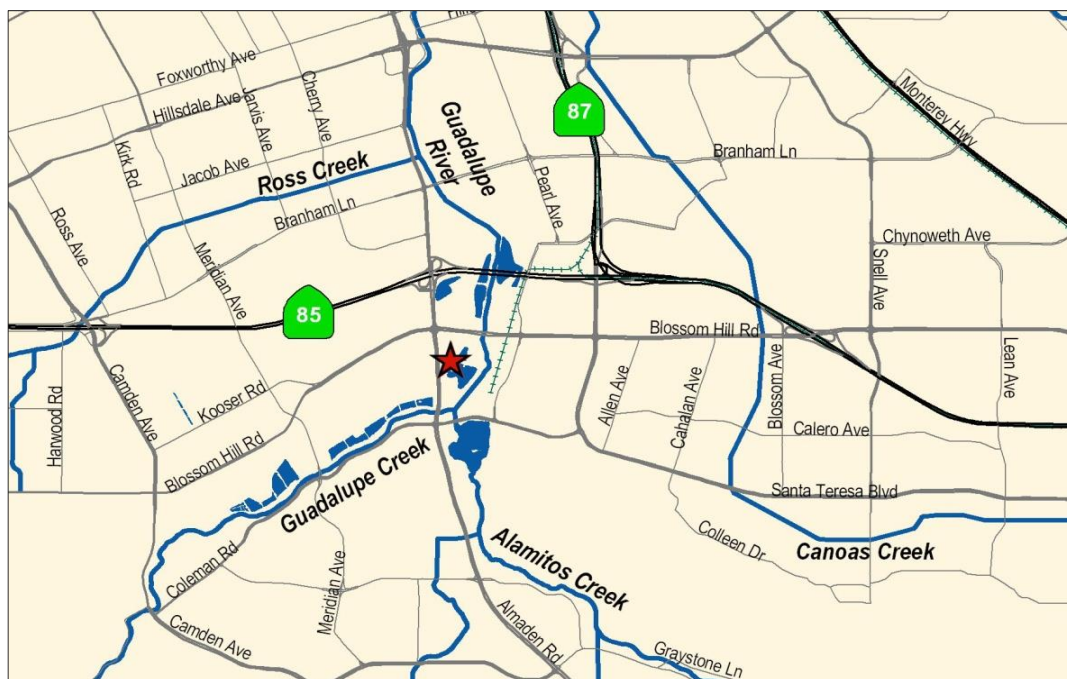 Foxworthy Ave
Hillsdale Ave
Jarvis Ave
Cherry Ave
Kirk Rd
Jacob Ave
Ross Creek
Guadalupe
River
87
Monterey Hwy
Branham Ln
Pearl Ave
Branham Ln
Ross Ave
Meridian Ave
Chynoweth Ave
Snell Ave
85
Blossom Hill Rd
Lean Ave
Harwood Rd
Camden Ave
Kooser Rd
Allen Ave
Cahalan Ave
Blossom Ave
Calero Ave
Blossom Hill Rd
Guadalupe Creek
Santa Teresa Blvd
Coleman Rd
Meridian Ave
Alamitos Creek
Colleen Dr
Canoas Creek
Camden Ave
Almaden Rd
Graystone Ln